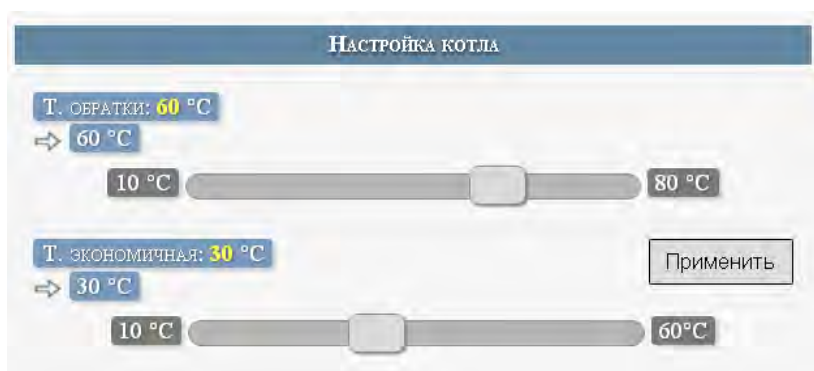 Настройка котла
Т. обратки: 60 °C
⇨ 60 °C
10 °C 80 °C
Т. экономичная: 30 °C
Применить
⇨ 30 °C
10 °C 60°C